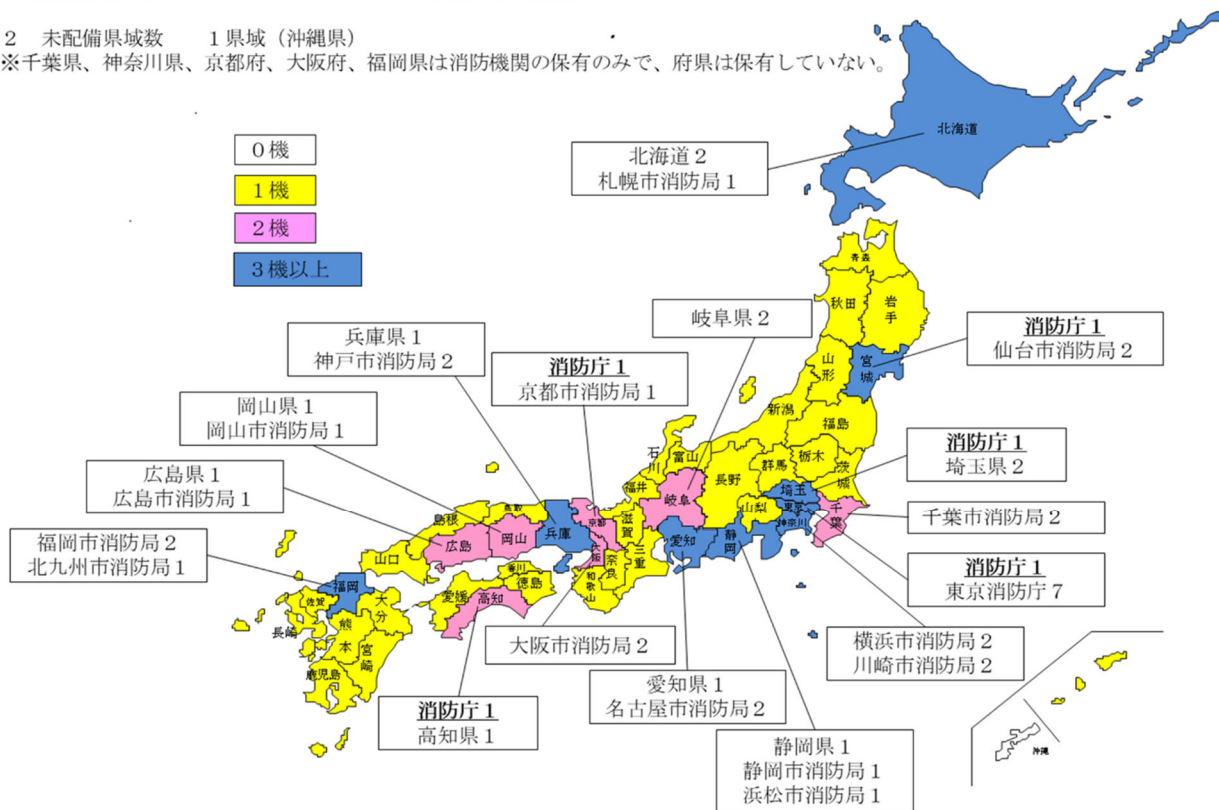 ２　未配備県域数　　１県域（沖縄県）
※千葉県、神奈川県、京都府、大阪府、福岡県は消防機関の保有のみで、府県は保有していない。
０機
１機
２機
３機以上
北海道２
札幌市消防局１
北海道
青森
秋田
岩手
岐阜県２
消防庁１
仙台市消防局２
兵庫県１
神戸市消防局２
消防庁１
京都市消防局１
山形
宮城
岡山県１
岡山市消防局１
新潟
福島
消防庁１
埼玉県２
石川
富山
群馬
栃木
茨城
長野
広島県１
広島市消防局１
福井
岐阜
埼玉
山梨
東京
神奈川
千葉
千葉市消防局２
鳥取
島根
京都
滋賀
福岡市消防局２
北九州市消防局１
山口
広島
岡山
兵庫
大阪
奈良
三重
愛知
静岡
消防庁１
東京消防庁７
福岡
佐賀
大分
香川
徳島
愛媛
高知
和歌山
長崎
熊本
宮崎
鹿児島
大阪市消防局２
横浜市消防局２
川崎市消防局２
愛知県１
名古屋市消防局２
消防庁１
高知県１
静岡県１
静岡市消防局１
浜松市消防局１
沖縄